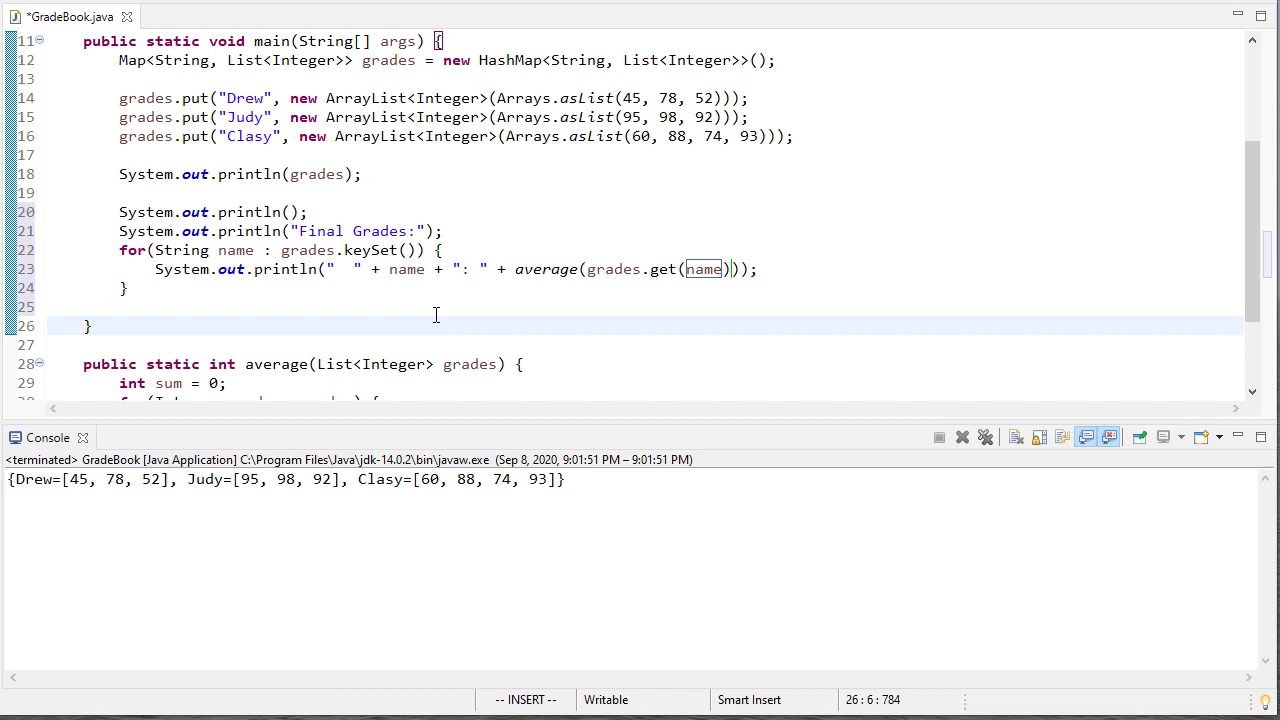 *GradeBook.java
11 public static void main(String[] args) {
12 Map<String, List<Integer>> grades = new HashMap<String, List<Integer>>();
13
14 grades.put("Drew", new ArrayList<Integer>(Arrays.asList(45, 78, 52)));
15 grades.put("Judy", new ArrayList<Integer>(Arrays.asList(95, 98, 92)));
16 grades.put("Clasy", new ArrayList<Integer>(Arrays.asList(60, 88, 74, 93)));
17
18 System.out.println(grades);
19
20 System.out.println();
21 System.out.println("Final Grades:");
22 for(String name : grades.keySet()) {
23 System.out.println("  " + name + ": " + average(grades.get(name)));
24 }
25
26 }
27
28 public static int average(List<Integer> grades) {
29 int sum = 0;
Console
<terminated> GradeBook [Java Application] C:\Program Files\Java\jdk-14.0.2\bin\javaw.exe (Sep 8, 2020, 9:01:51 PM – 9:01:51 PM)
{Drew=[45, 78, 52], Judy=[95, 98, 92], Clasy=[60, 88, 74, 93]}
-- INSERT -- Writable Smart Insert 26:6:784